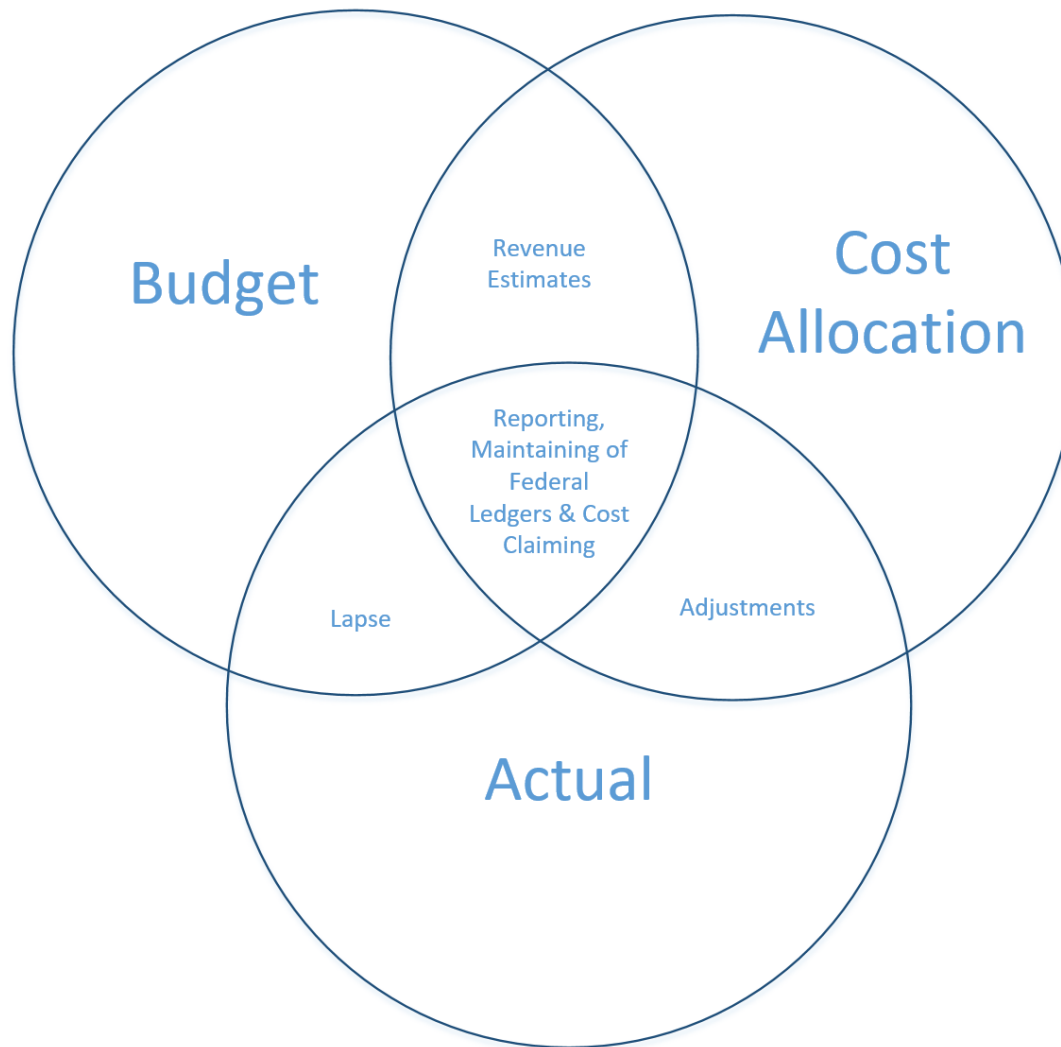 Budget
Revenue
Estimates
Cost
Allocation
Reporting,
Maintaining of
Federal
Ledgers & Cost
Claiming
Lapse
Adjustments
Actual